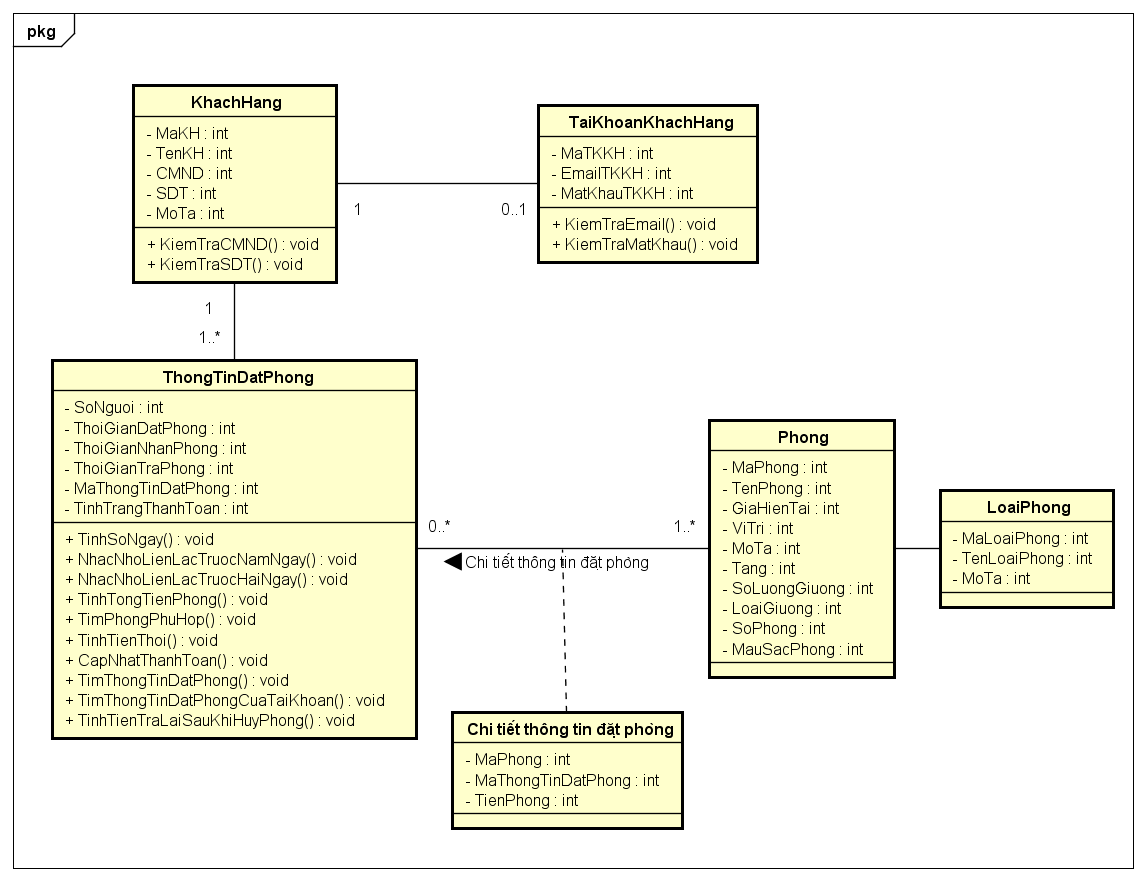 pkg
KhachHang
- MaKH : int
- TenKH : int
- CMND : int
- SDT : int
- MoTa : int
+ KiemTraCMND() : void
+ KiemTraSDT() : void
TaiKhoanKhachHang
- MaTKKH : int
- EmailTKKH : int
- MatKhauTKKH : int
+ KiemTraEmail() : void
+ KiemTraMatKhau() : void
1
0..1
1
1..*
ThongTinDatPhong
- SoNguoi : int
- ThoiGianDatPhong : int
- ThoiGianNhanPhong : int
- ThoiGianTraPhong : int
- MaThongTinDatPhong : int
- TinhTrangThanhToan : int
+ TinhSoNgay() : void
+ NhacNhoLienLacTruocNamNgay() : void
+ NhacNhoLienLacTruocHaiNgay() : void
+ TinhTongTienPhong() : void
+ TimPhongPhuHop() : void
+ TinhTienThoi() : void
+ CapNhatThanhToan() : void
+ TimThongTinDatPhong() : void
+ TimThongTinDatPhongCuaTaiKhoan() : void
+ TinhTienTraLaiSauKhiHuyPhong() : void
0..*
1..*
Chi tiết thông tin đặt phòng
Phong
- MaPhong : int
- TenPhong : int
- GiaHienTai : int
- ViTri : int
- MoTa : int
- Tang : int
- SoLuongGiuong : int
- LoaiGiuong : int
- SoPhong : int
- MauSacPhong : int
LoaiPhong
- MaLoaiPhong : int
- TenLoaiPhong : int
- MoTa : int
Chi tiết thông tin đặt phòng
- MaPhong : int
- MaThongTinDatPhong : int
- TienPhong : int